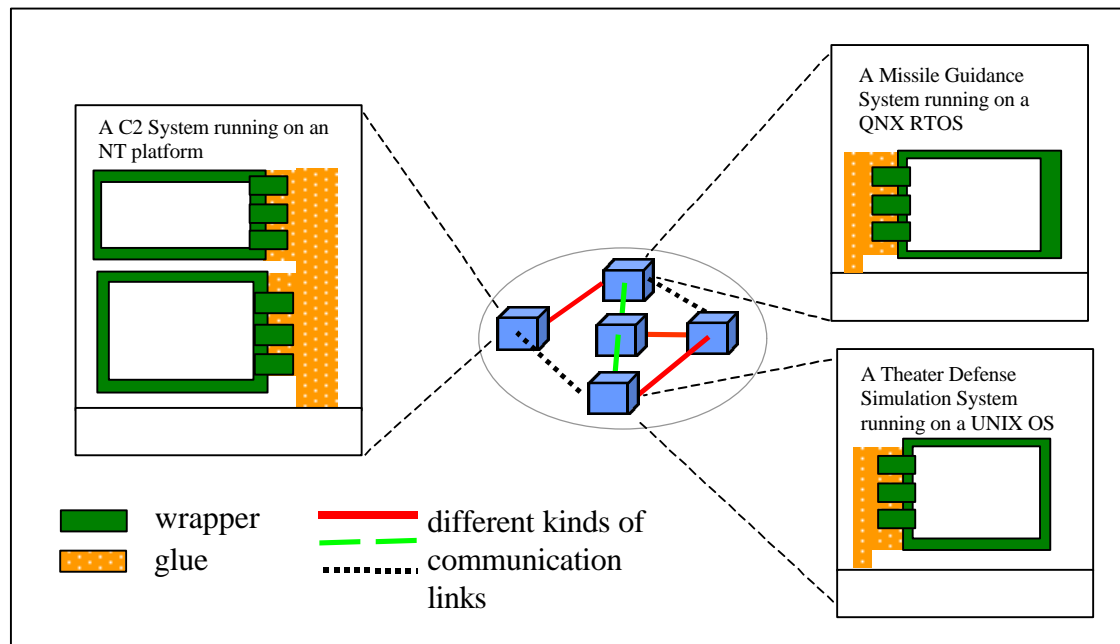 A C2 System running on an
NT platform
A Missile Guidance
System running on a
QNX RTOS
A Theater Defense
Simulation System
running on a UNIX OS
wrapper
glue
different kinds of
communication
links